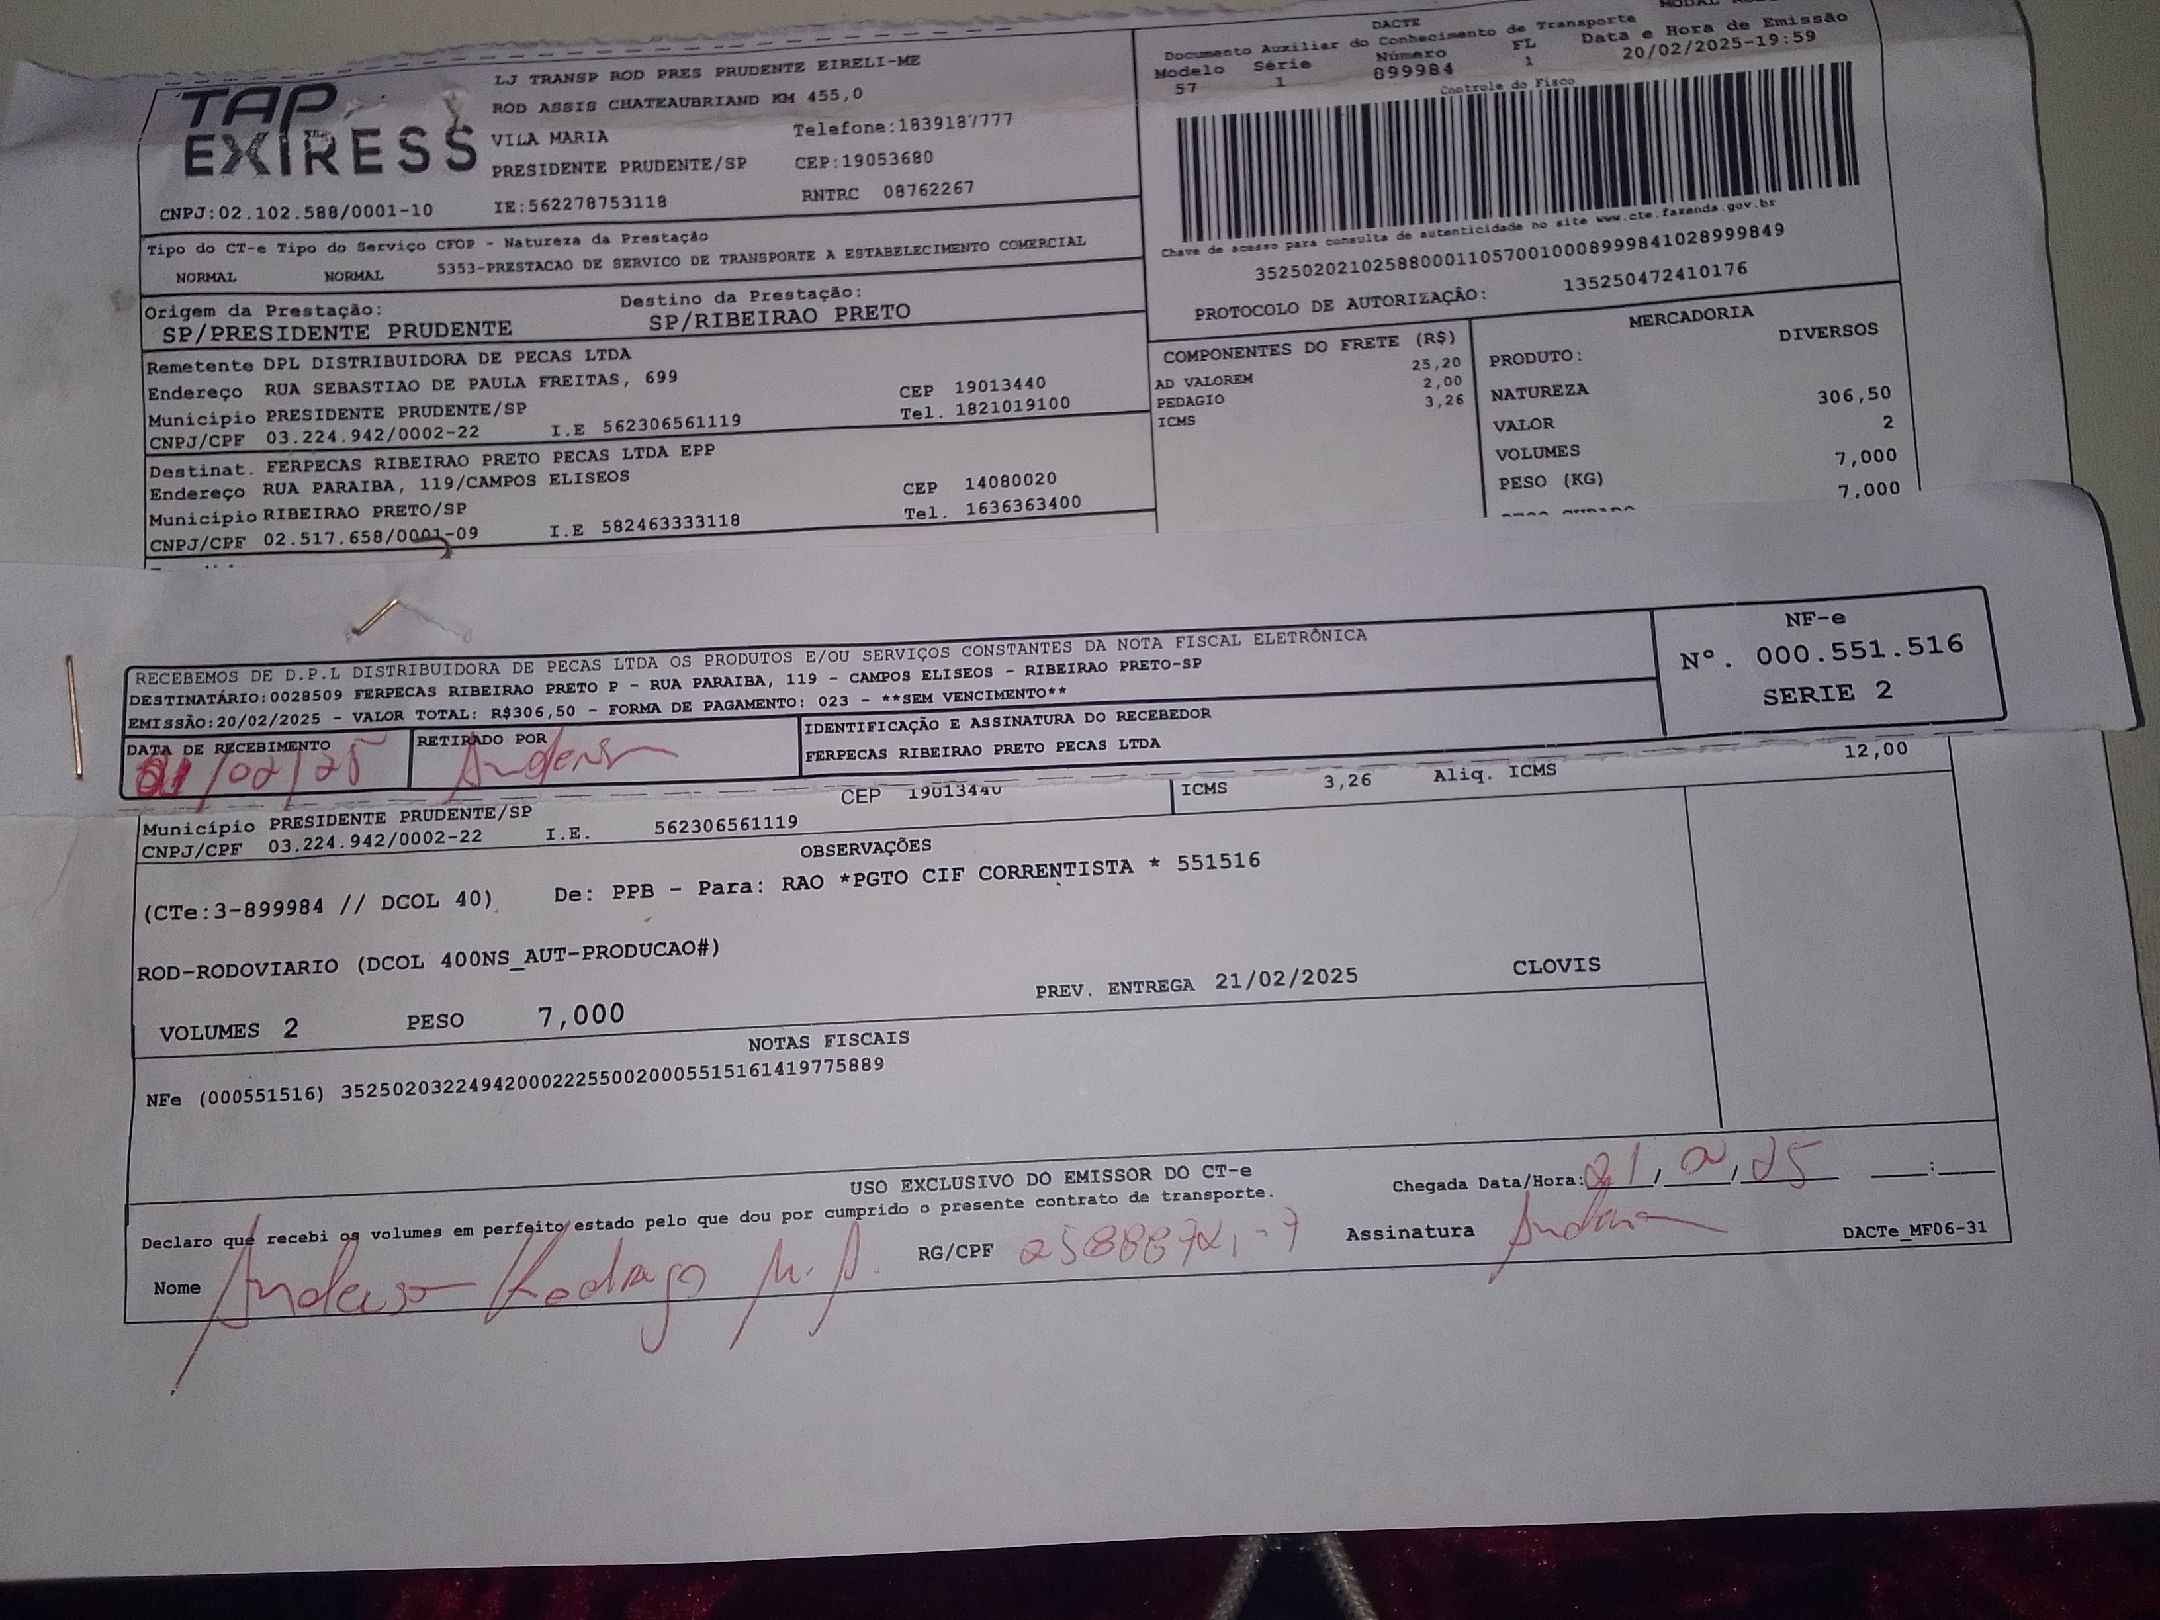 TAP
EXPRESS
LJ TRANSP ROD PRES PRUDENTE EIRELI-ME
ROD ASSIS CHATEAUBRIAND KM 455,0
VILA MARIA Telefone:1839187777
PRESIDENTE PRUDENTE/SP CEP:19053680
CNPJ:02.102.588/0001-10 IE:562278753118 RNTRC 08762267
DACTE
Documento Auxiliar do Conhecimento de Transporte
Modelo Série Número FL Data e Hora de Emissão
57 1 899984 1 20/02/2025-19:59
Controle do Fisco
Chave de acesso para consulta de autenticidade no site www.cte.fazenda.gov.br
35250202102588000110570010008999841028999849
PROTOCOLO DE AUTORIZAÇÃO: 135250472410176
Tipo do CT-e Tipo do Serviço CFOP - Natureza da Prestação
NORMAL NORMAL 5353-PRESTACAO DE SERVICO DE TRANSPORTE A ESTABELECIMENTO COMERCIAL
Origem da Prestação: Destino da Prestação:
SP/PRESIDENTE PRUDENTE SP/RIBEIRAO PRETO
Remetente DPL DISTRIBUIDORA DE PECAS LTDA
Endereço RUA SEBASTIAO DE PAULA FREITAS, 699 CEP 19013440
Município PRESIDENTE PRUDENTE/SP Tel. 1821019100
CNPJ/CPF 03.224.942/0002-22 I.E 562306561119
Destinat. FERPECAS RIBEIRAO PRETO PECAS LTDA EPP
Endereço RUA PARAIBA, 119/CAMPOS ELISEOS CEP 14080020
Município RIBEIRAO PRETO/SP Tel. 1636363400
CNPJ/CPF 02.517.658/0001-09 I.E 582463333118
COMPONENTES DO FRETE (R$)
25,20
AD VALOREM 2,00
PEDAGIO 3,26
ICMS
MERCADORIA
PRODUTO: DIVERSOS
NATUREZA
VALOR 306,50
VOLUMES 2
PESO (KG) 7,000
7,000
RECEBEMOS DE D.P.L DISTRIBUIDORA DE PECAS LTDA OS PRODUTOS E/OU SERVIÇOS CONSTANTES DA NOTA FISCAL ELETRÔNICA
DESTINATÁRIO:0028509 FERPECAS RIBEIRAO PRETO P - RUA PARAIBA, 119 - CAMPOS ELISEOS - RIBEIRAO PRETO-SP
EMISSÃO:20/02/2025 - VALOR TOTAL: R$306,50 - FORMA DE PAGAMENTO: 023 - **SEM VENCIMENTO**
NF-e
Nº. 000.551.516
SERIE 2
DATA DE RECEBIMENTO RETIRADO POR IDENTIFICAÇÃO E ASSINATURA DO RECEBEDOR
21/02/25 FERPECAS RIBEIRAO PRETO PECAS LTDA
CEP 19013440 ICMS 3,26 Aliq. ICMS 12,00
Município PRESIDENTE PRUDENTE/SP
CNPJ/CPF 03.224.942/0002-22 I.E. 562306561119
OBSERVAÇÕES
(CTe:3-899984 // DCOL 40) De: PPB - Para: RAO *PGTO CIF CORRENTISTA * 551516
ROD-RODOVIARIO (DCOL 400NS_AUT-PRODUCAO#)
PREV. ENTREGA 21/02/2025 CLOVIS
VOLUMES 2 PESO 7,000
NOTAS FISCAIS
NFe (000551516) 35250203224942000222550020005515161419775889
USO EXCLUSIVO DO EMISSOR DO CT-e
Declaro que recebi os volumes em perfeito estado pelo que dou por cumprido o presente contrato de transporte.
Chegada Data/Hora: 21, 02, 25 :
Nome Anderson Rodrigo M. RG/CPF Assinatura
DACTe_MF06-31